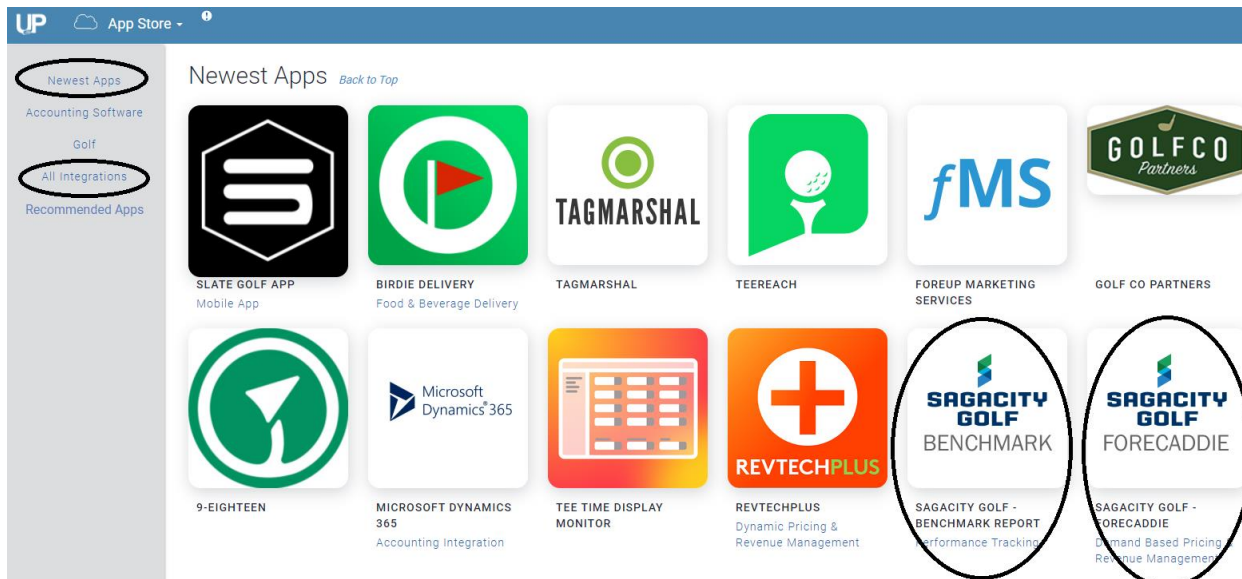 UP
App Store
Newest Apps
Accounting Software
Golf
All Integrations
Recommended Apps
Newest Apps Back to Top
TAGMARSHAL
fMS
GOLFCO
Partners
SLATE GOLF APP
Mobile App
BIRDIE DELIVERY
Food & Beverage Delivery
TAGMARSHAL
TEEREACH
FOREUP MARKETING
SERVICES
GOLF CO PARTNERS
Microsoft
Dynamics® 365
REVTECHPLUS
SAGACITY
GOLF
BENCHMARK
SAGACITY
GOLF
FORECADDIE
9-EIGHTEEN
MICROSOFT DYNAMICS
365
Accounting Integration
TEE TIME DISPLAY
MONITOR
REVTECHPLUS
Dynamic Pricing &
Revenue Management
SAGACITY GOLF -
BENCHMARK REPORT
Performance Tracking
SAGACITY GOLF -
FORECADDIE
Demand Based Pricing &
Revenue Management